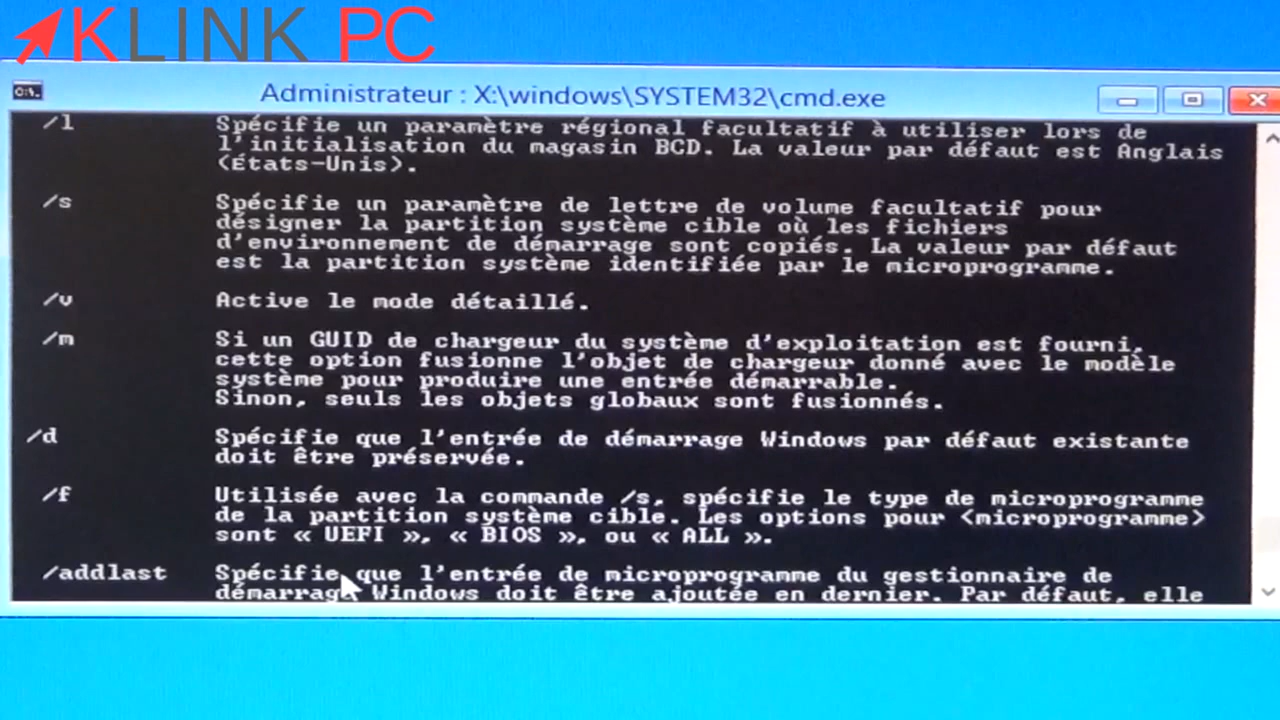 KLINK PC
Administrateur : X:\windows\SYSTEM32\cmd.exe
/l Spécifie un paramètre régional facultatif à utiliser lors de
l'initialisation du magasin BCD. La valeur par défaut est Anglais
(États-Unis).
/s Spécifie un paramètre de lettre de volume facultatif pour
désigner la partition système cible où les fichiers
d'environnement de démarrage sont copiés. La valeur par défaut
est la partition système identifiée par le microprogramme.
/v Active le mode détaillé.
/m Si un GUID de chargeur du système d'exploitation est fourni,
cette option fusionne l'objet de chargeur donné avec le modèle
système pour produire une entrée démarrable.
Sinon, seuls les objets globaux sont fusionnés.
/d Spécifie que l'entrée de démarrage Windows par défaut existante
doit être préservée.
/f Utilisée avec la commande /s, spécifie le type de microprogramme
de la partition système cible. Les options pour <microprogramme>
sont « UEFI », « BIOS », ou « ALL ».
/addlast Spécifie que l'entrée de microprogramme du gestionnaire de
démarrage Windows doit être ajoutée en dernier. Par défaut, elle